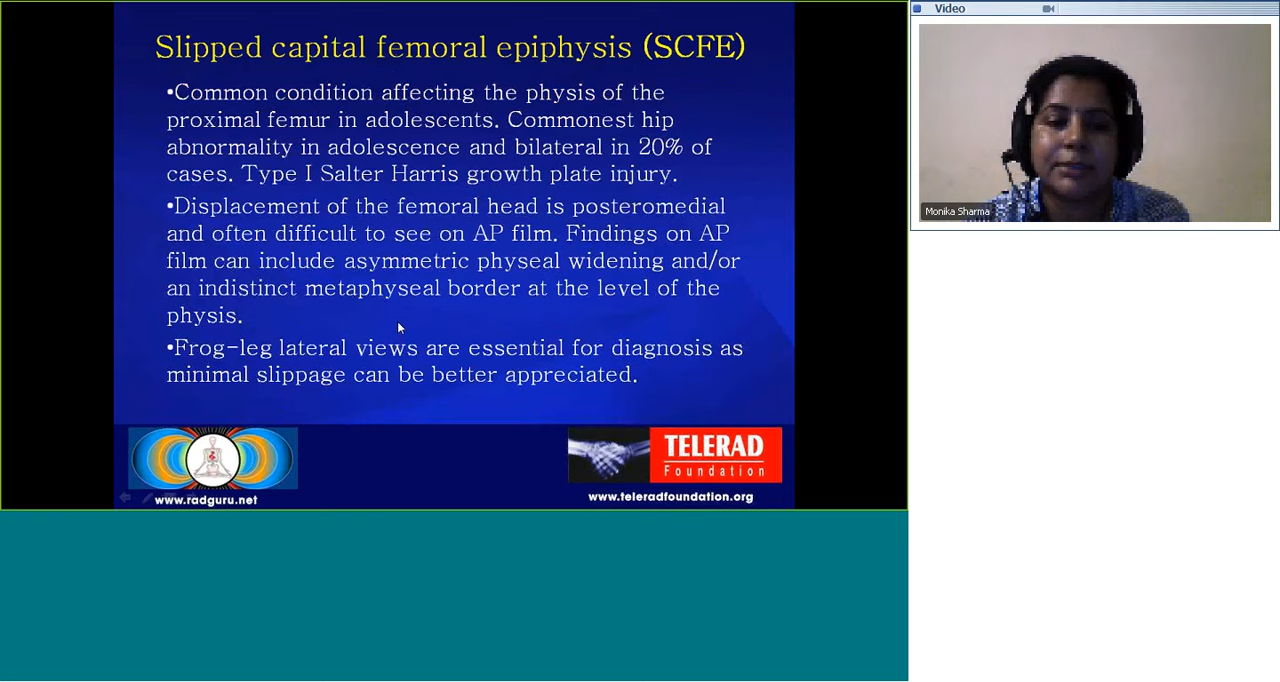 Slipped capital femoral epiphysis (SCFE)
•Common condition affecting the physis of the
proximal femur in adolescents. Commonest hip
abnormality in adolescence and bilateral in 20% of
cases. Type I Salter Harris growth plate injury.
•Displacement of the femoral head is posteromedial
and often difficult to see on AP film. Findings on AP
film can include asymmetric physeal widening and/or
an indistinct metaphyseal border at the level of the
physis.
•Frog-leg lateral views are essential for diagnosis as
minimal slippage can be better appreciated.
www.radguru.net
TELERAD
Foundation
www.teleradfoundation.org
Video
Monika Sharma